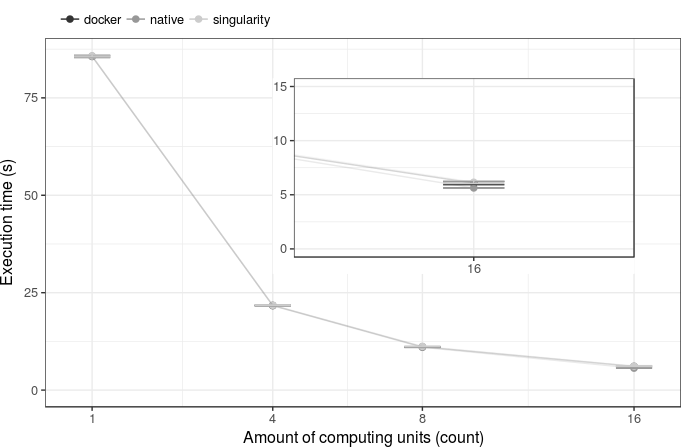 docker native singularity
75
50
25
0
Execution time (s)
15
10
5
0
16
1 4 8 16
Amount of computing units (count)